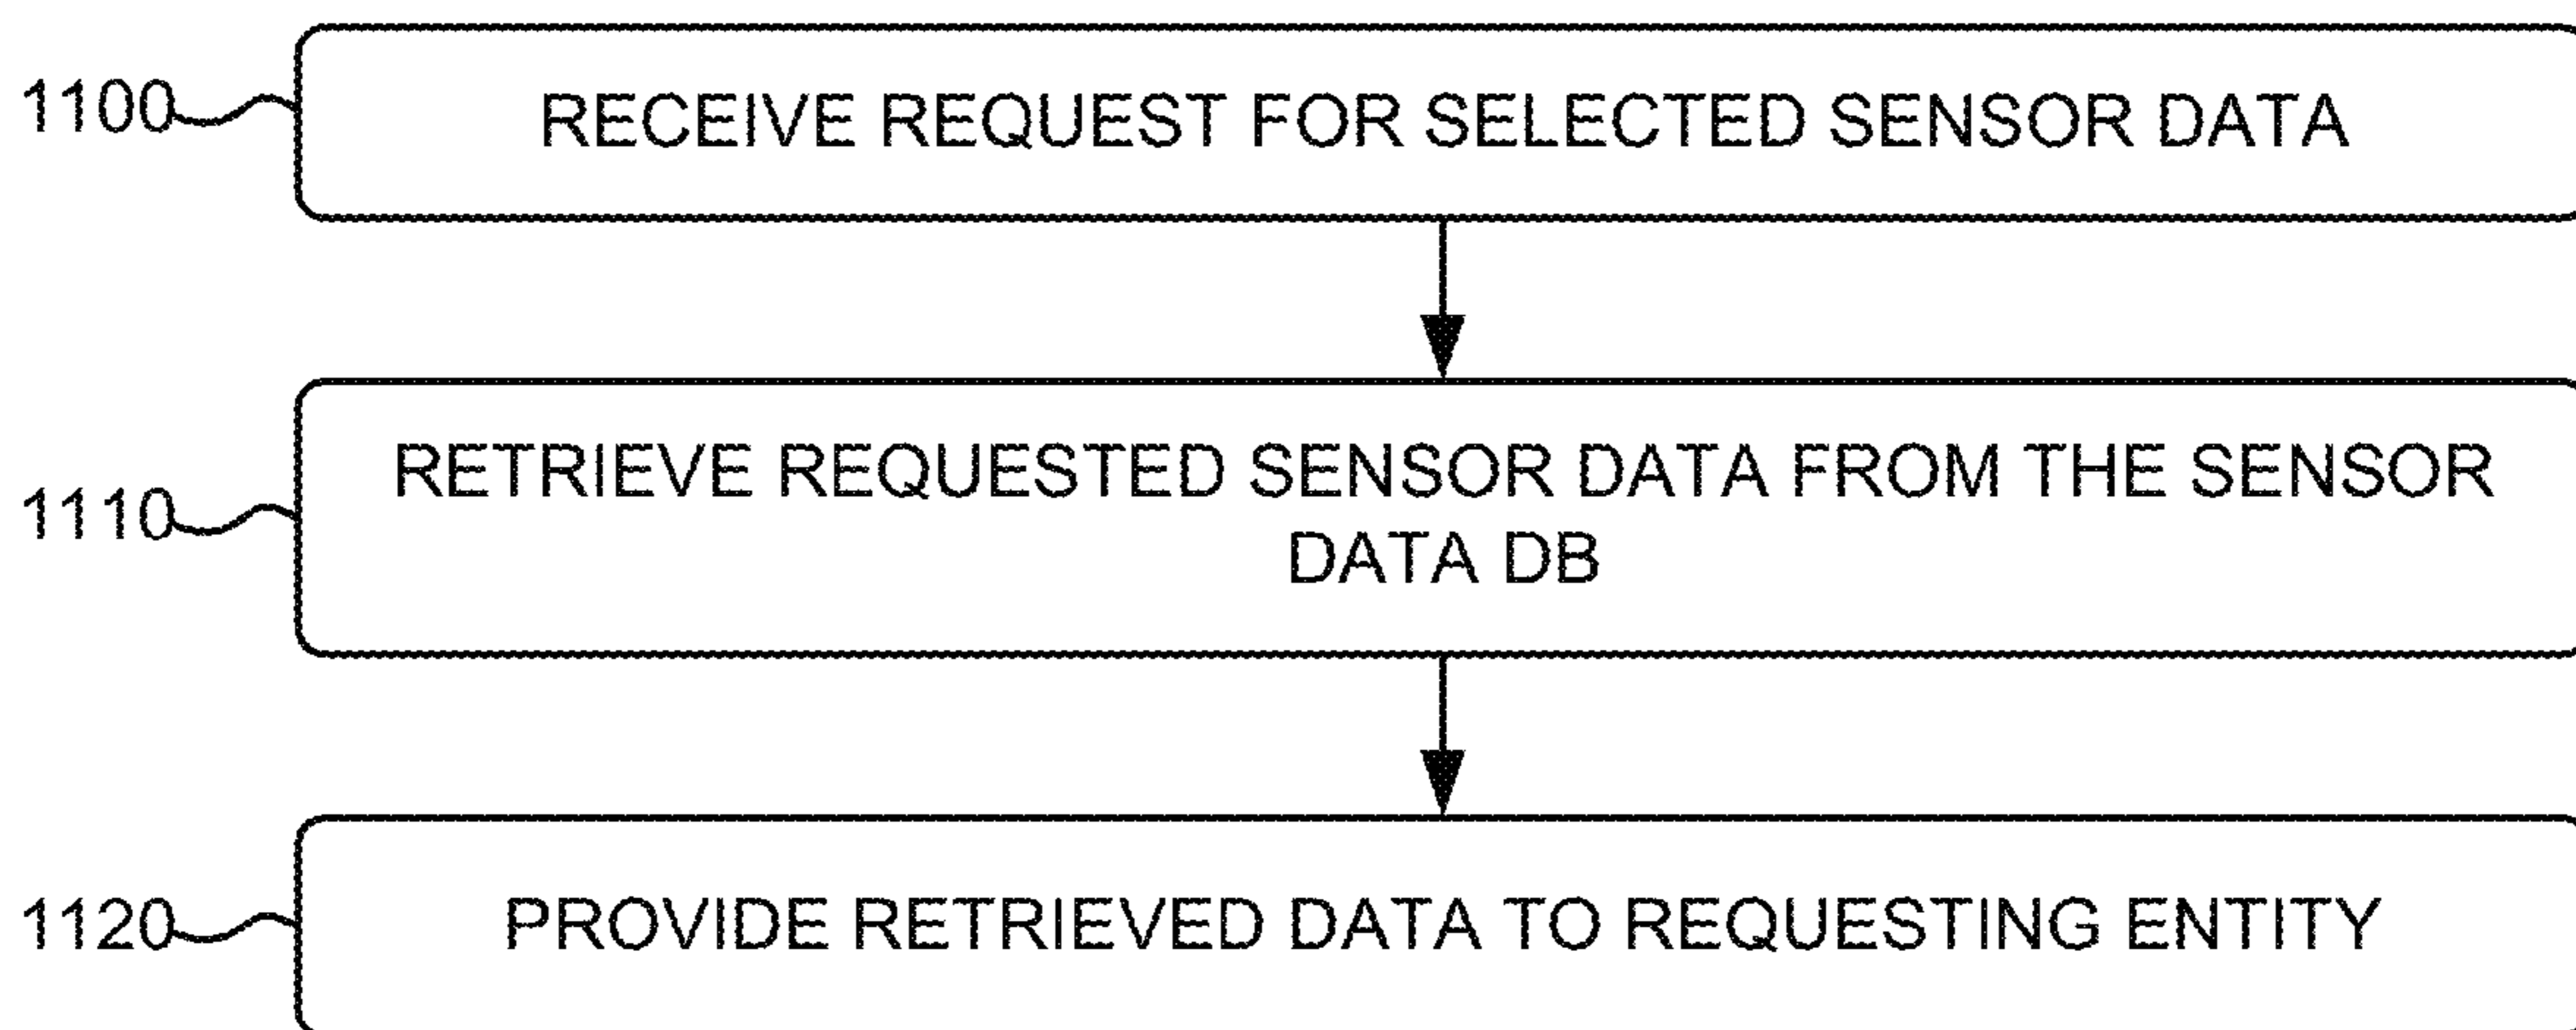 1100 RECEIVE REQUEST FOR SELECTED SENSOR DATA
1110 RETRIEVE REQUESTED SENSOR DATA FROM THE SENSOR
DATA DB
1120 PROVIDE RETRIEVED DATA TO REQUESTING ENTITY